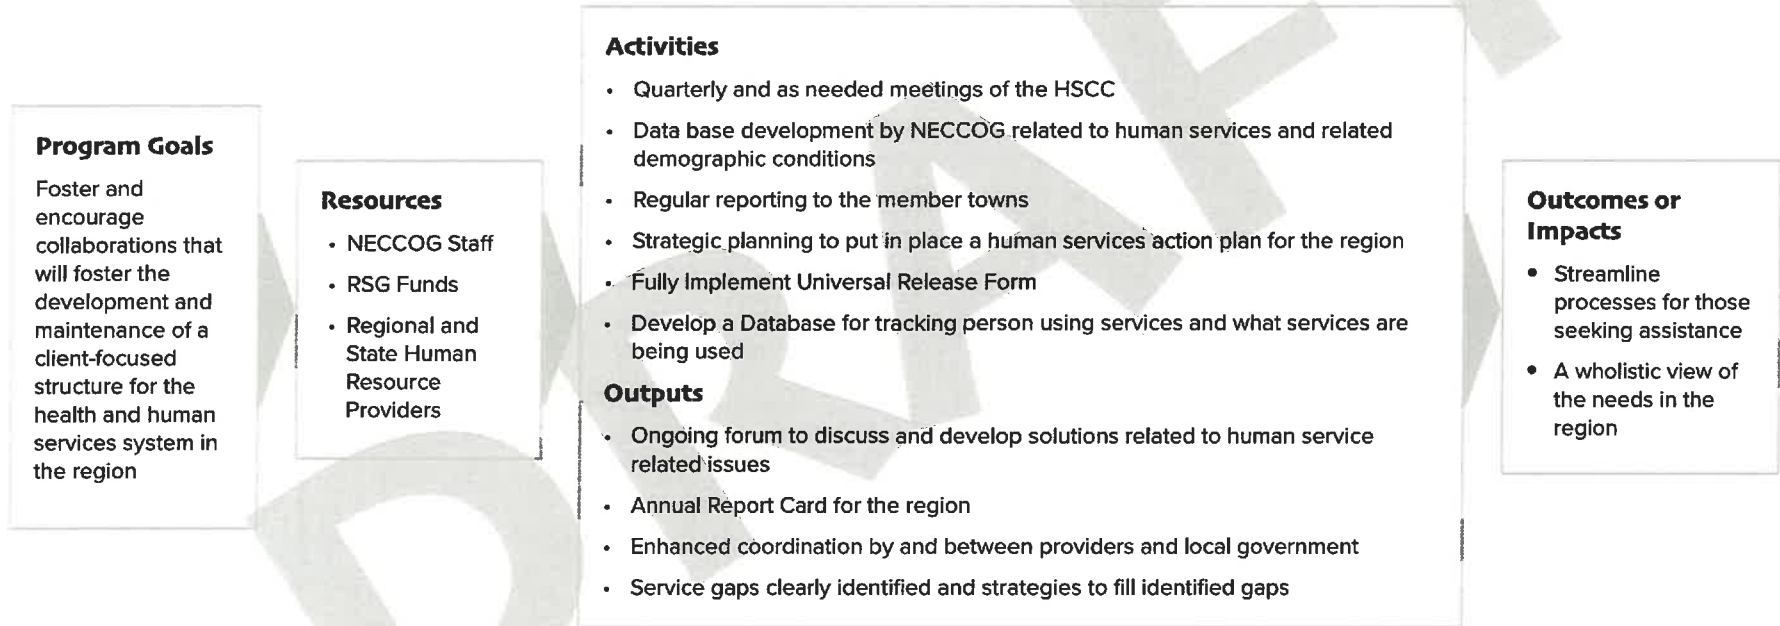 Program Goals
Foster and
encourage
collaborations that
will foster the
development and
maintenance of a
client-focused
structure for the
health and human
services system in
the region
Resources
• NECCOG Staff
• RSG Funds
• Regional and
State Human
Resource
Providers
Activities
• Quarterly and as needed meetings of the HSCC
• Data base development by NECCOG related to human services and related
demographic conditions
• Regular reporting to the member towns
• Strategic planning to put in place a human services action plan for the region
• Fully Implement Universal Release Form
• Develop a Database for tracking person using services and what services are
being used
Outputs
• Ongoing forum to discuss and develop solutions related to human service
related issues
• Annual Report Card for the region
• Enhanced coordination by and between providers and local government
• Service gaps clearly identified and strategies to fill identified gaps
Outcomes or
Impacts
• Streamline
processes for those
seeking assistance
• A wholistic view of
the needs in the
region
DRAFT